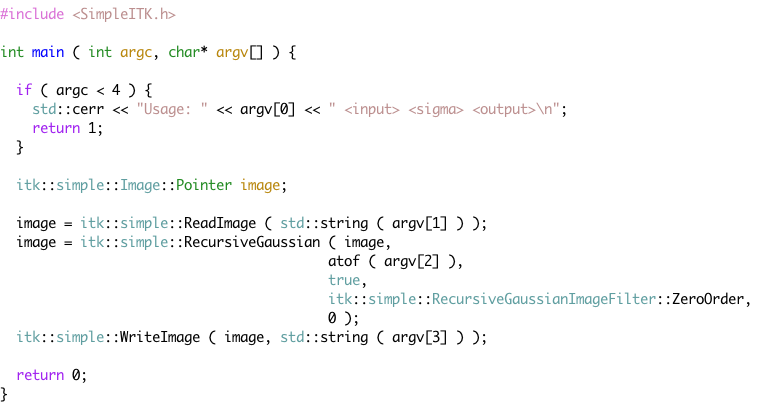 #include <SimpleITK.h>

int main ( int argc, char* argv[] ) {

  if ( argc < 4 ) {
    std::cerr << "Usage: " << argv[0] << " <input> <sigma> <output>\n";
    return 1;
  }

  itk::simple::Image::Pointer image;

  image = itk::simple::ReadImage ( std::string ( argv[1] ) );
  image = itk::simple::RecursiveGaussian ( image,
                                         atof ( argv[2] ),
                                         true,
                                         itk::simple::RecursiveGaussianImageFilter::ZeroOrder,
                                         0 );
  itk::simple::WriteImage ( image, std::string ( argv[3] ) );

  return 0;
}